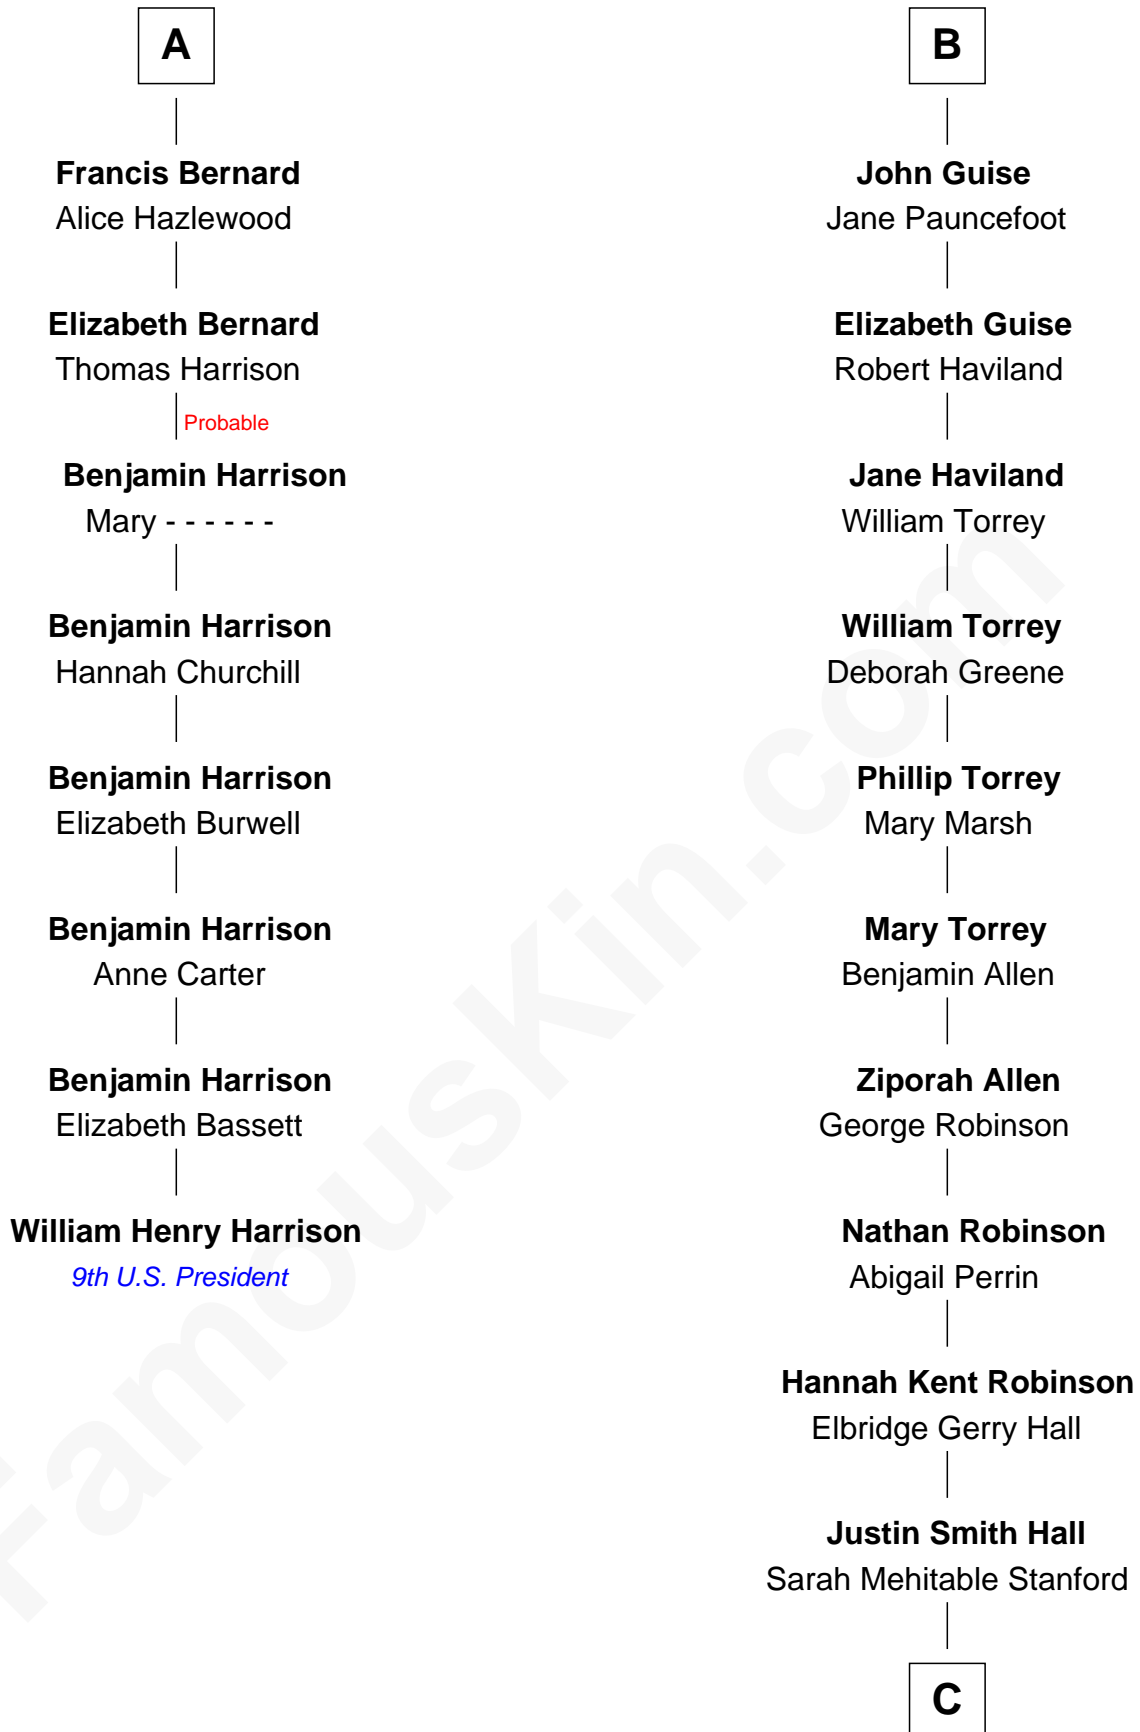 A
Francis Bernard
Alice Hazlewood
Elizabeth Bernard
Thomas Harrison
Probable
Benjamin Harrison
Mary - - - - - -
Benjamin Harrison
Hannah Churchill
Benjamin Harrison
Elizabeth Burwell
Benjamin Harrison
Anne Carter
Benjamin Harrison
Elizabeth Bassett
William Henry Harrison
9th U.S. President
B
John Guise
Jane Pauncefoot
Elizabeth Guise
Robert Haviland
Jane Haviland
William Torrey
William Torrey
Deborah Greene
Phillip Torrey
Mary Marsh
Mary Torrey
Benjamin Allen
Ziporah Allen
George Robinson
Nathan Robinson
Abigail Perrin
Hannah Kent Robinson
Elbridge Gerry Hall
Justin Smith Hall
Sarah Mehitable Stanford
C
FamousKin.com